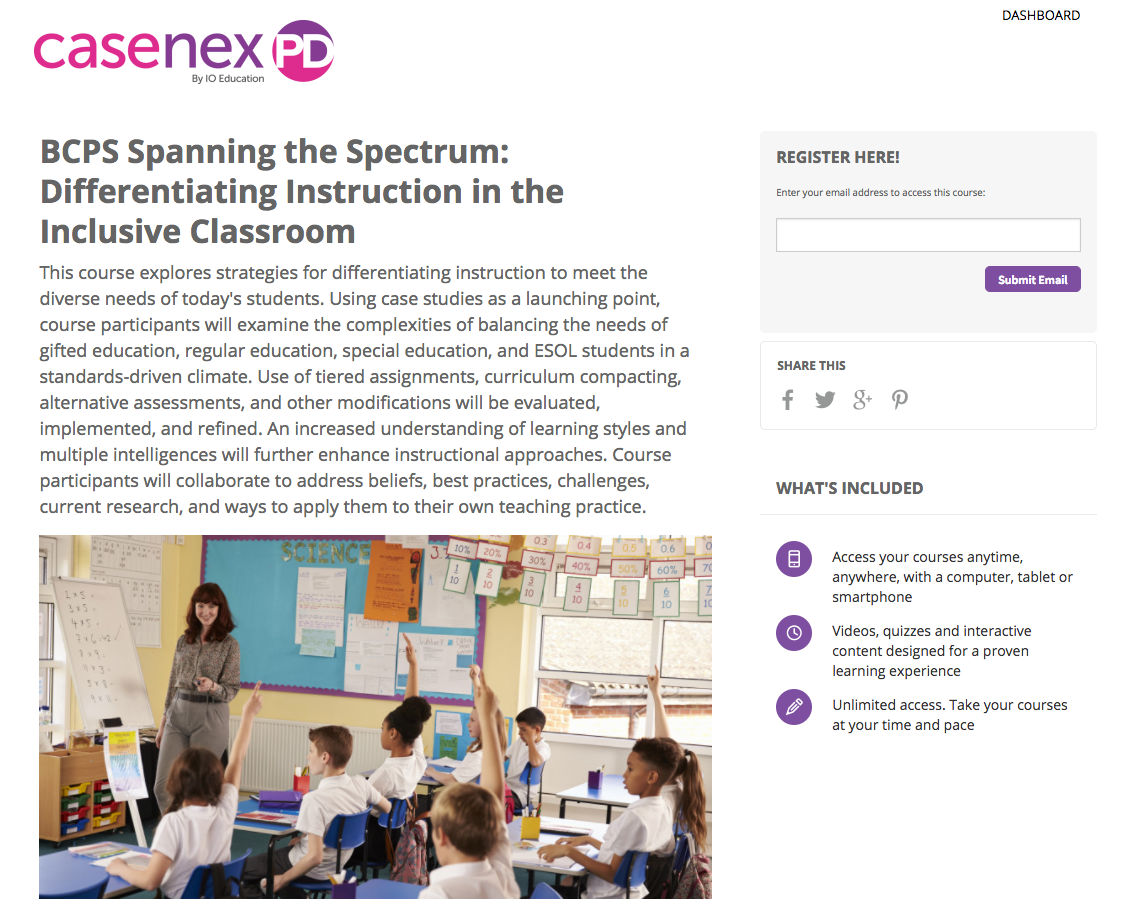 DASHBOARD
casenex PD
By IO Education
BCPS Spanning the Spectrum:
Differentiating Instruction in the
Inclusive Classroom
This course explores strategies for differentiating instruction to meet the
diverse needs of today's students. Using case studies as a launching point,
course participants will examine the complexities of balancing the needs of
gifted education, regular education, special education, and ESOL students in a
standards-driven climate. Use of tiered assignments, curriculum compacting,
alternative assessments, and other modifications will be evaluated,
implemented, and refined. An increased understanding of learning styles and
multiple intelligences will further enhance instructional approaches. Course
participants will collaborate to address beliefs, best practices, challenges,
current research, and ways to apply them to their own teaching practice.
SCIENCE
0.3 0.4 0.5 0.6
10% 20% 30% 40% 50% 60%
1/10 2/10 3/10 4/10 5/10 6/10
REGISTER HERE!
Enter your email address to access this course:
Submit Email
SHARE THIS
WHAT'S INCLUDED
Access your courses anytime,
anywhere, with a computer, tablet or
smartphone
Videos, quizzes and interactive
content designed for a proven
learning experience
Unlimited access. Take your courses
at your time and pace